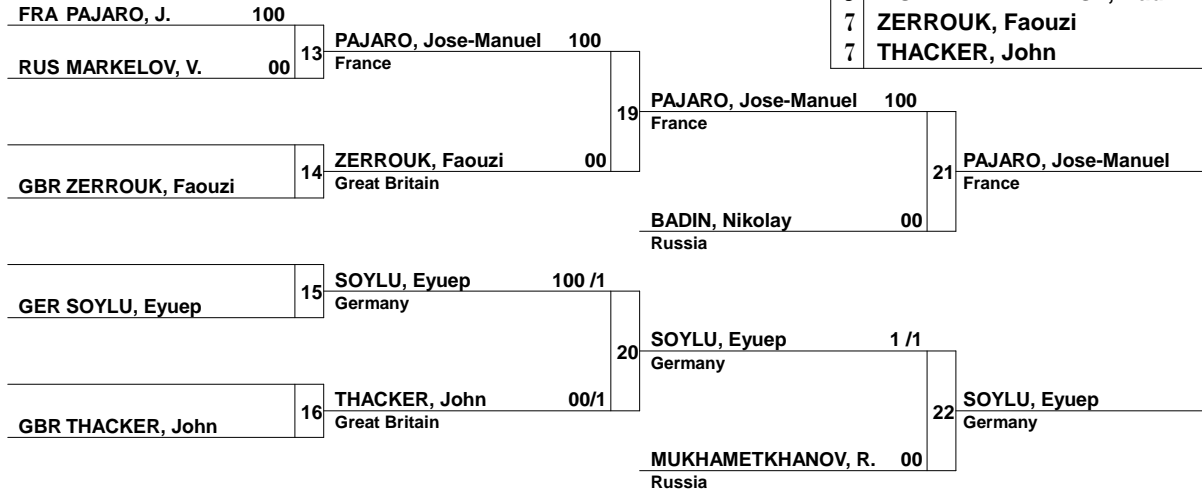 FRA PAJARO, J. 100
RUS MARKELOV, V. 00
13
PAJARO, Jose-Manuel 100
France
7 ZERROUK, Faouzi
7 THACKER, John
GBR ZERROUK, Faouzi
14
ZERROUK, Faouzi 00
Great Britain
19
PAJARO, Jose-Manuel 100
France
BADIN, Nikolay 00
Russia
21
PAJARO, Jose-Manuel
France
GER SOYLU, Eyuep
15
SOYLU, Eyuep 100 /1
Germany
GBR THACKER, John
16
THACKER, John 00/1
Great Britain
20
SOYLU, Eyuep 1 /1
Germany
MUKHAMETKHANOV, R. 00
Russia
22
SOYLU, Eyuep
Germany